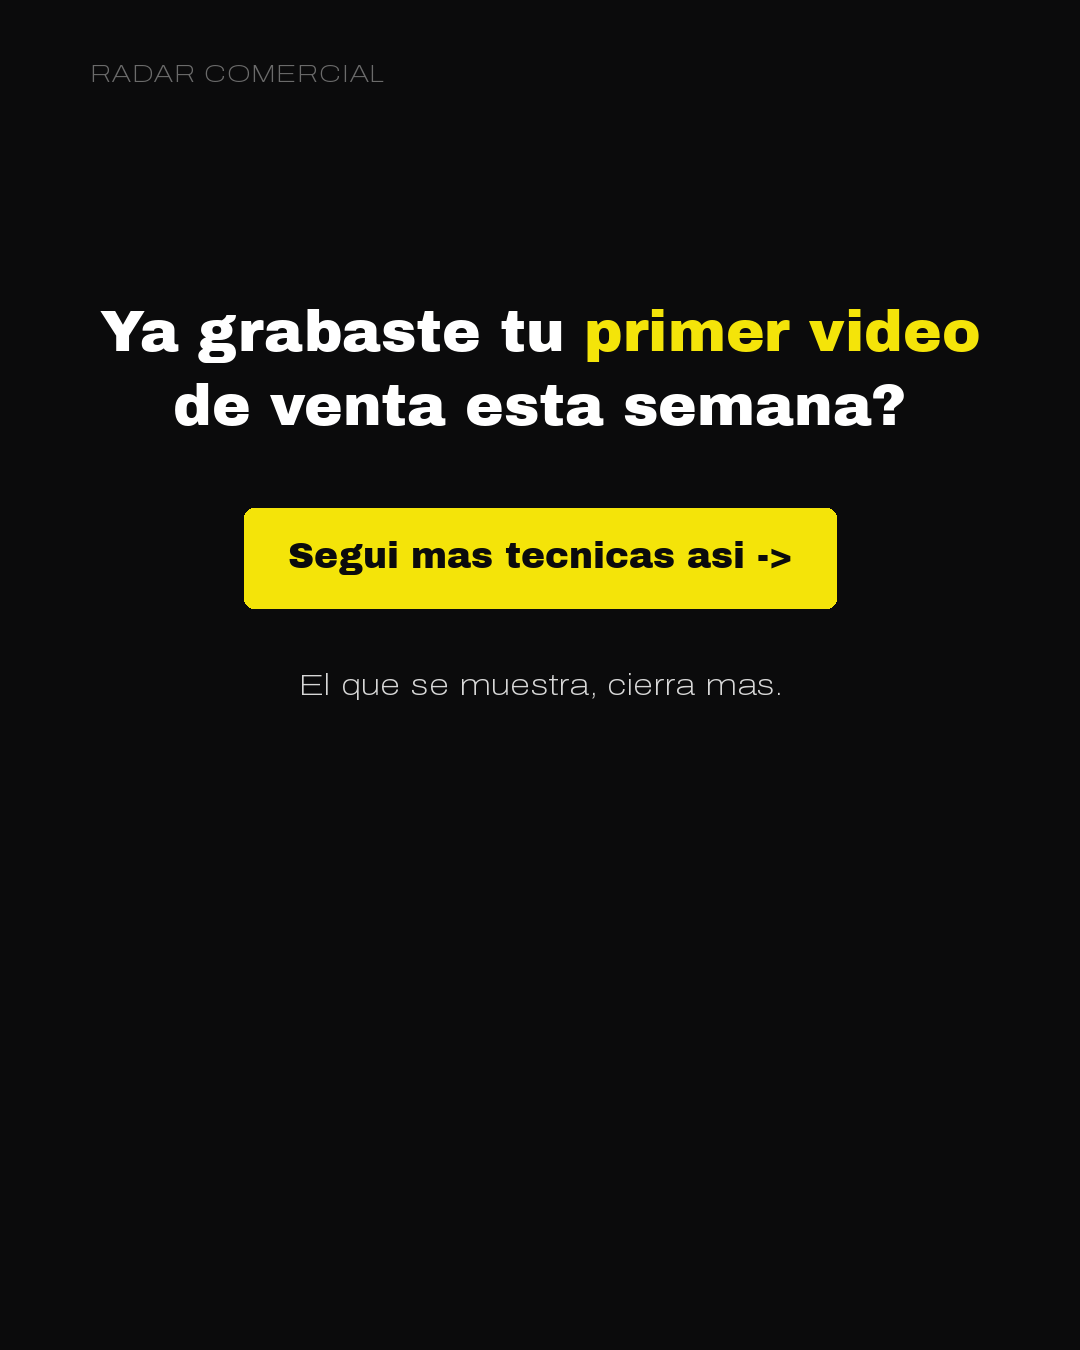 RADAR COMERCIAL
Ya grabaste tu primer video
de venta esta semana?
Segui mas tecnicas asi ->
El que se muestra, cierra mas.